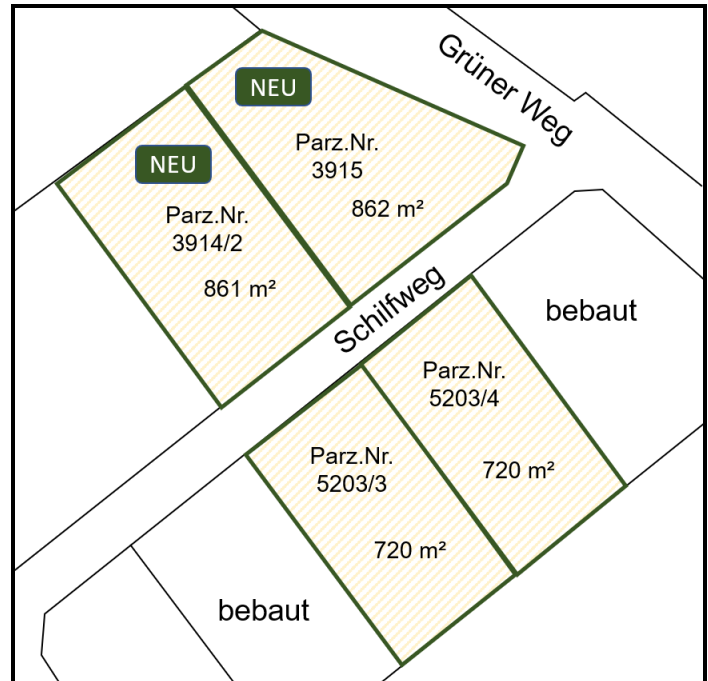 Grüner Weg
NEU
Parz.Nr.
3915
862 m²
NEU
Parz.Nr.
3914/2
861 m²
Schilfweg
bebaut
Parz.Nr.
5203/4
720 m²
Parz.Nr.
5203/3
720 m²
bebaut